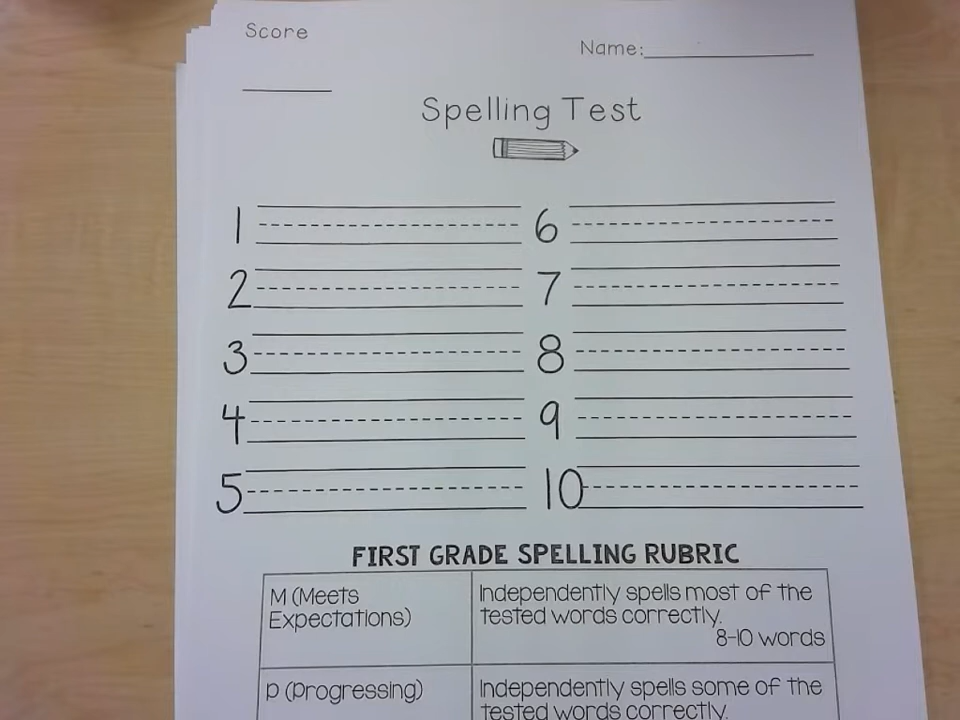 Score
Name:
Spelling Test
1
2
3
4
5
6
7
8
9
10
FIRST GRADE SPELLING RUBRIC
M (Meets
Expectations)
Independently spells most of the
tested words correctly.
8-10 words
P (Progressing)
Independently spells some of the
tested words correctly.